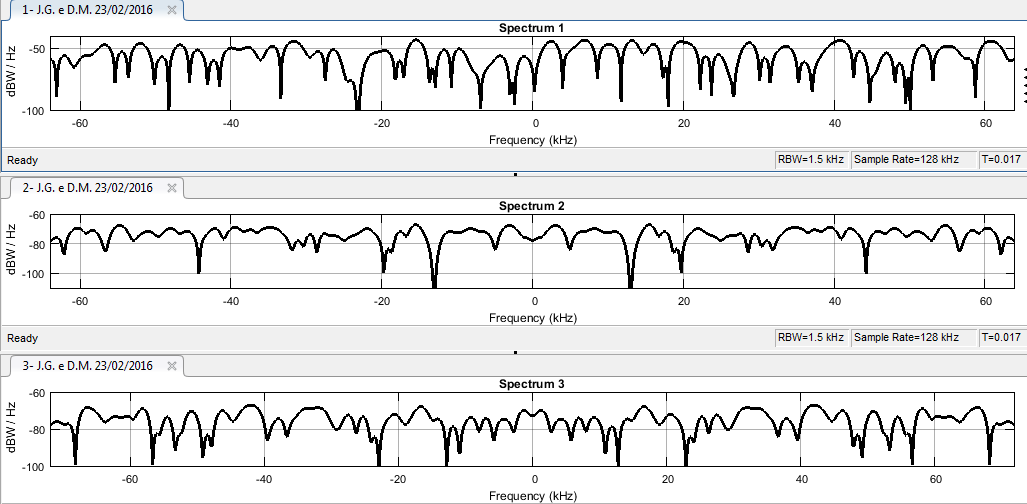 1- J.G. e D.M. 23/02/2016
Spectrum 1
dBW / Hz
-50
-100
-60 -40 -20 0 20 40 60
Frequency (kHz)
Ready RBW=1.5 kHz Sample Rate=128 kHz T=0.017
2- J.G. e D.M. 23/02/2016
Spectrum 2
dBW / Hz
-60
-80
-100
-60 -40 -20 0 20 40 60
Frequency (kHz)
Ready RBW=1.5 kHz Sample Rate=128 kHz T=0.017
3- J.G. e D.M. 23/02/2016
Spectrum 3
dBW / Hz
-60
-80
-100
-60 -40 -20 0 20 40 60
Frequency (kHz)